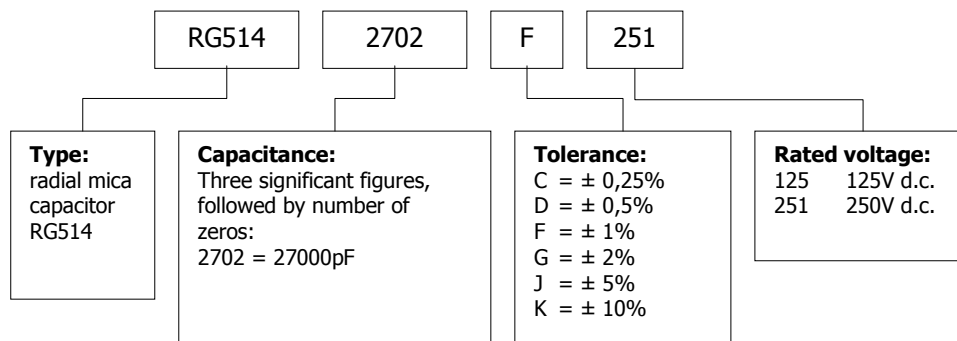 RG514 2702 F 251
Type:
radial mica
capacitor
RG514
Capacitance:
Three significant figures,
followed by number of
zeros:
2702 = 27000pF
Tolerance:
C = ± 0,25%
D = ± 0,5%
F = ± 1%
G = ± 2%
J = ± 5%
K = ± 10%
Rated voltage:
125 125V d.c.
251 250V d.c.